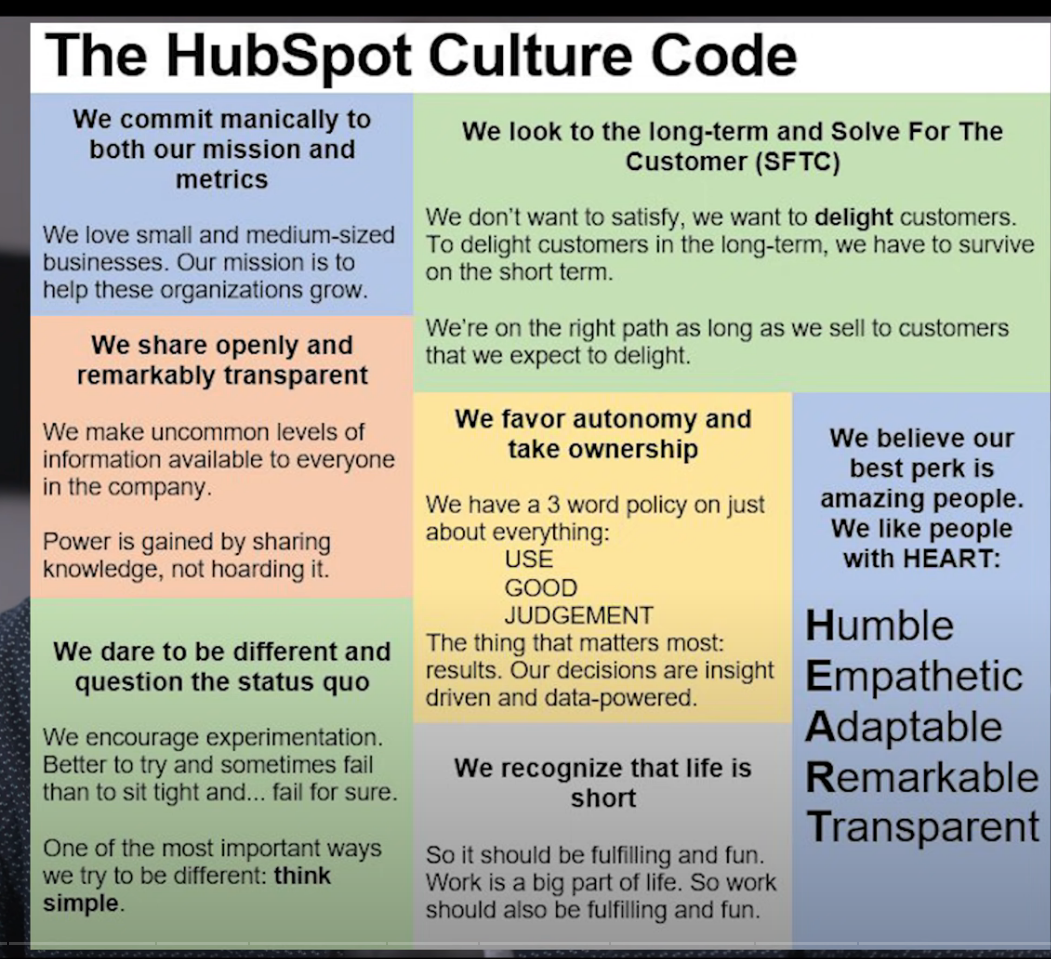 The HubSpot Culture Code
We commit manically to
both our mission and
metrics
We love small and medium-sized
businesses. Our mission is to
help these organizations grow.
We look to the long-term and Solve For The
Customer (SFTC)
We don't want to satisfy, we want to delight customers.
To delight customers in the long-term, we have to survive
on the short term.
We're on the right path as long as we sell to customers
that we expect to delight.
We share openly and
remarkably transparent
We make uncommon levels of
information available to everyone
in the company.
Power is gained by sharing
knowledge, not hoarding it.
We favor autonomy and
take ownership
We have a 3 word policy on just
about everything:
USE
GOOD
JUDGEMENT
The thing that matters most:
results. Our decisions are insight
driven and data-powered.
We believe our
best perk is
amazing people.
We like people
with HEART:
Humble
Empathetic
Adaptable
Remarkable
Transparent
We dare to be different and
question the status quo
We encourage experimentation.
Better to try and sometimes fail
than to sit tight and... fail for sure.
One of the most important ways
we try to be different: think
simple.
We recognize that life is
short
So it should be fulfilling and fun.
Work is a big part of life. So work
should also be fulfilling and fun.